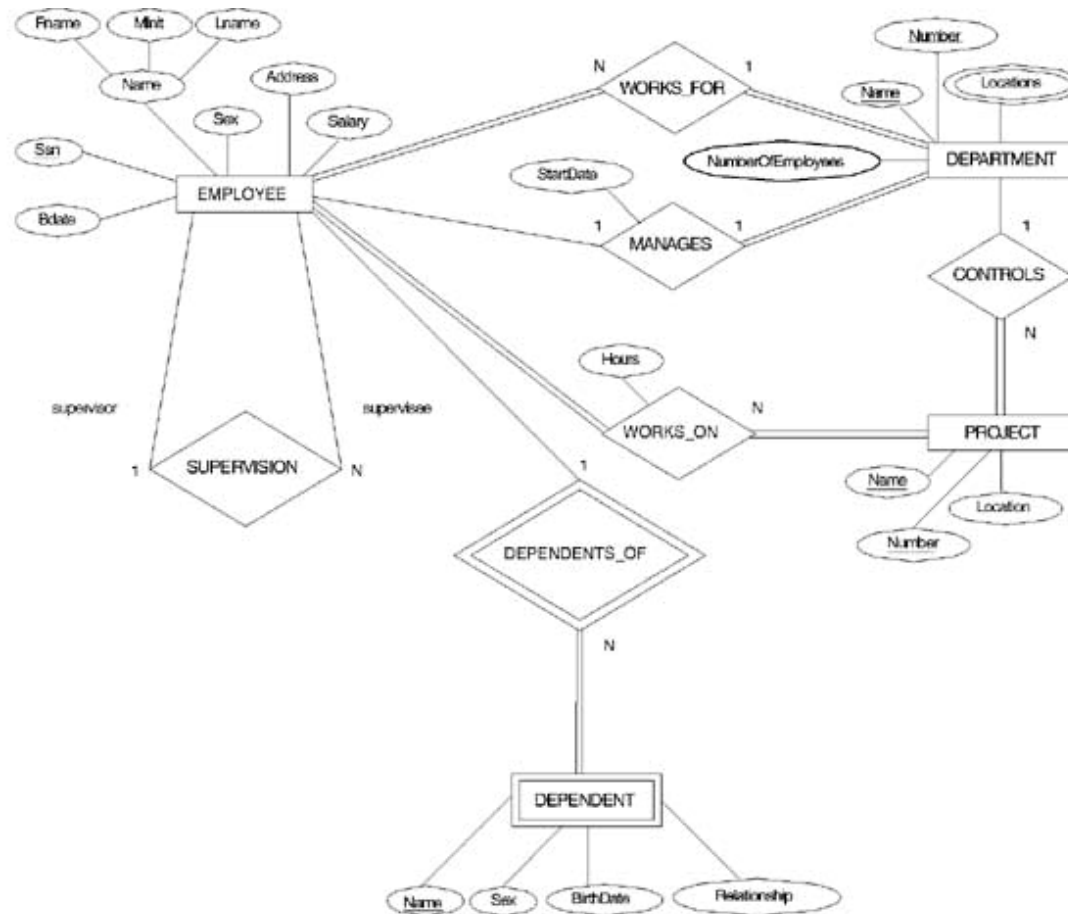 Fname
Minit
Lname
Number
Name
Address
N
WORKS_FOR
1
Locations
Name
Sex
Salary
Ssn
NumberOfEmployees
DEPARTMENT
StartDate
EMPLOYEE
Bdate
1
MANAGES
1
1
CONTROLS
N
Hours
supervisor
supervisee
N
WORKS_ON
PROJECT
1
SUPERVISION
N
1
Name
Location
Number
DEPENDENTS_OF
N
DEPENDENT
Name
Sex
BirthDate
Relationship